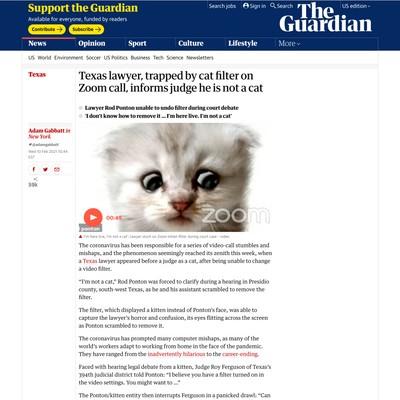 Support the Guardian
Available for everyone, funded by readers
Contribute → Subscribe →
Search jobs Sign in Search US edition
The Guardian
News Opinion Sport Culture Lifestyle More
US World Environment Soccer US Politics Business Tech Science Newsletters
Texas
Texas lawyer, trapped by cat filter on
Zoom call, informs judge he is not a cat
Lawyer Rod Ponton unable to undo filter during court debate
'I don't know how to remove it ... I'm here live. I'm not a cat'
Adam Gabbatt in
New York
@adamgabbatt
Wed 10 Feb 2021
EST
00:45
zoom
ponton
I'm here live, I'm not a cat': Lawyer stuck on Zoom kitten filter during court case – video
The coronavirus has been responsible for a series of video-call stumbles and
mishaps, and the phenomenon seemingly reached its zenith this week, when
a Texas lawyer appeared before a judge as a cat, after being unable to change
a video filter.
"I'm not a cat," Rod Ponton was forced to clarify during a hearing in Presidio
county, south-west Texas, as he and his assistant scrambled to remove the
filter.
The filter, which displayed a kitten instead of Ponton's face, was able to
capture the lawyer's horror and confusion, its eyes flitting across the screen
as Ponton scrambled to remove it.
The coronavirus has prompted many computer mishaps, as many of the
world's workers adapt to working from home in the face of the pandemic.
They have ranged from the inadvertently hilarious to the career-ending.
Faced with hearing legal debate from a kitten, Judge Roy Ferguson of Texas's
394th judicial district told Ponton: "I believe you have a filter turned on in
the video settings. You might want to ..."
The Ponton/kitten entity then interrupts Ferguson in a panicked drawl: "Can